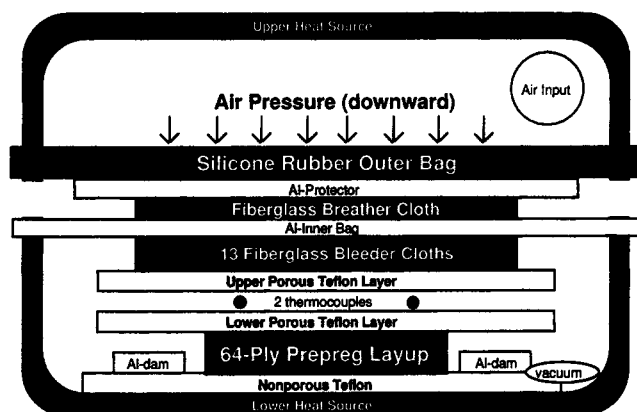 Upper Heat Source
Air Input
Air Pressure (downward)
Silicone Rubber Outer Bag
Al-Protector
Fiberglass Breather Cloth
Al-Inner Bag
13 Fiberglass Bleeder Cloths
Upper Porous Teflon Layer
2 thermocouples
Lower Porous Teflon Layer
64-Ply Prepreg Layup
Al-dam
Al-dam
vacuum
Nonporous Teflon
Lower Heat Source